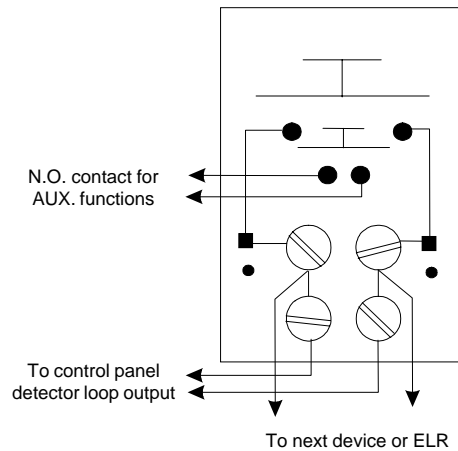 N.O. contact for
AUX. functions
To control panel
detector loop output
To next device or ELR